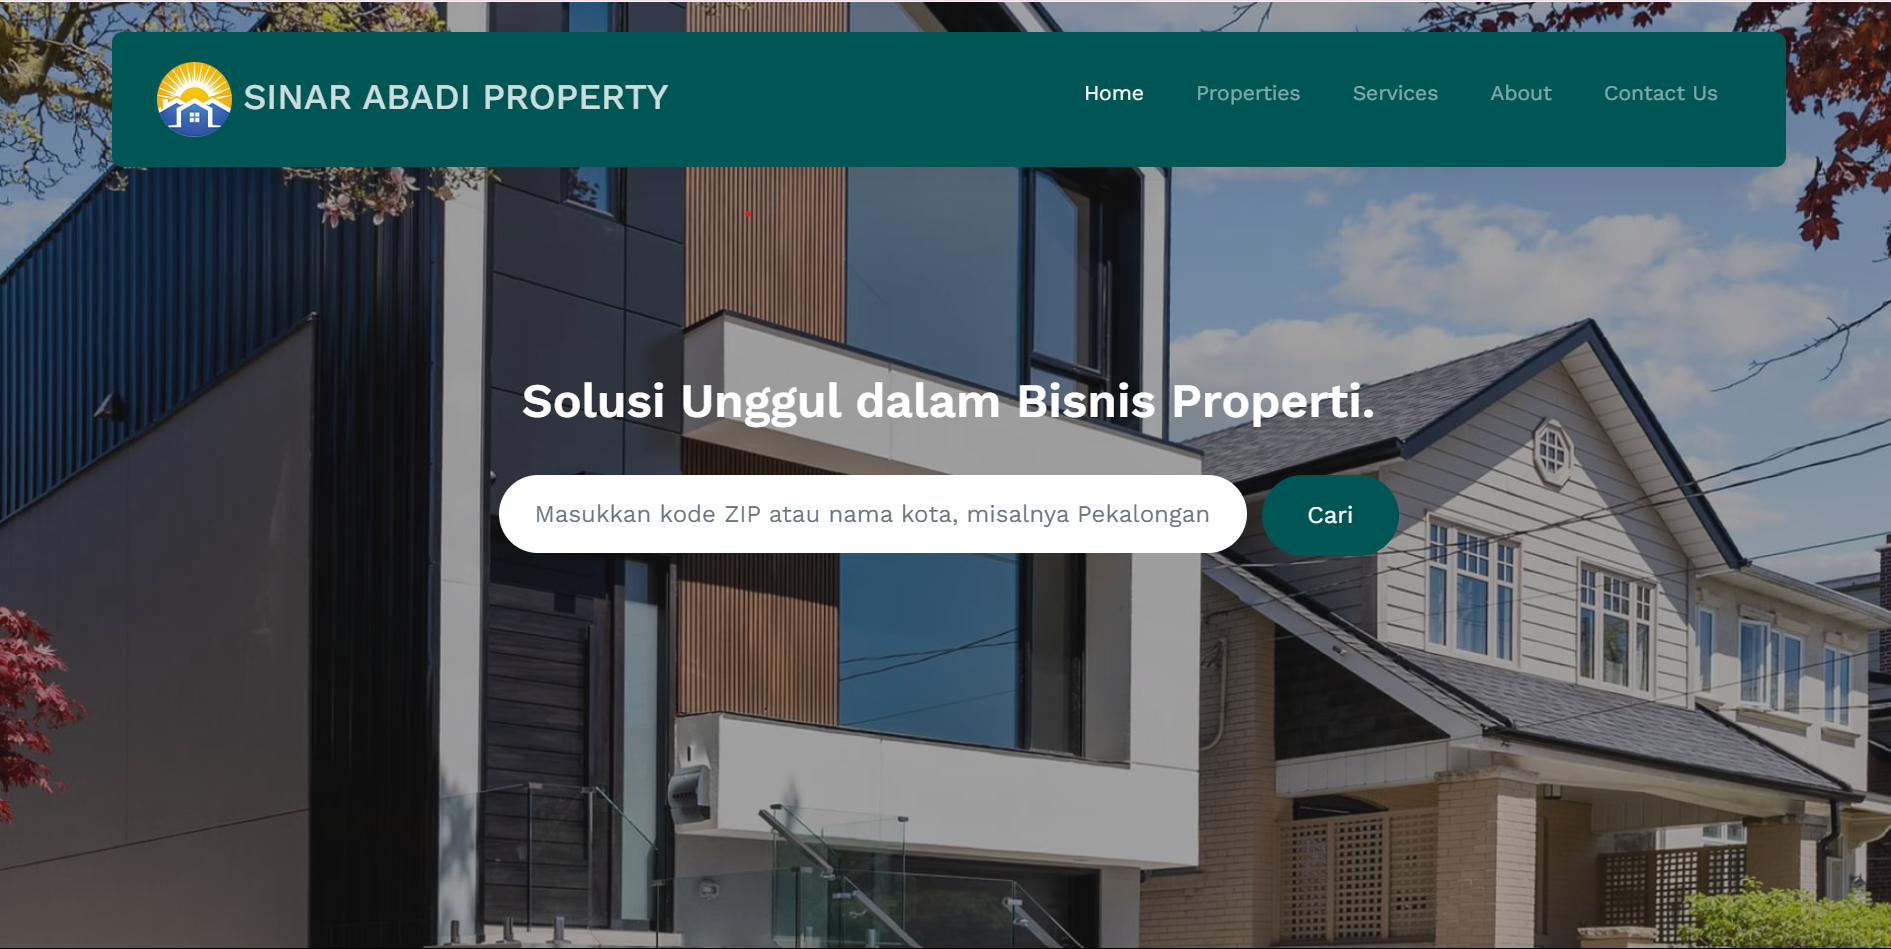 SINAR ABADI PROPERTY
Home Properties Services About Contact Us
Solusi Unggul dalam Bisnis Properti.
Masukkan kode ZIP atau nama kota, misalnya Pekalongan
Cari